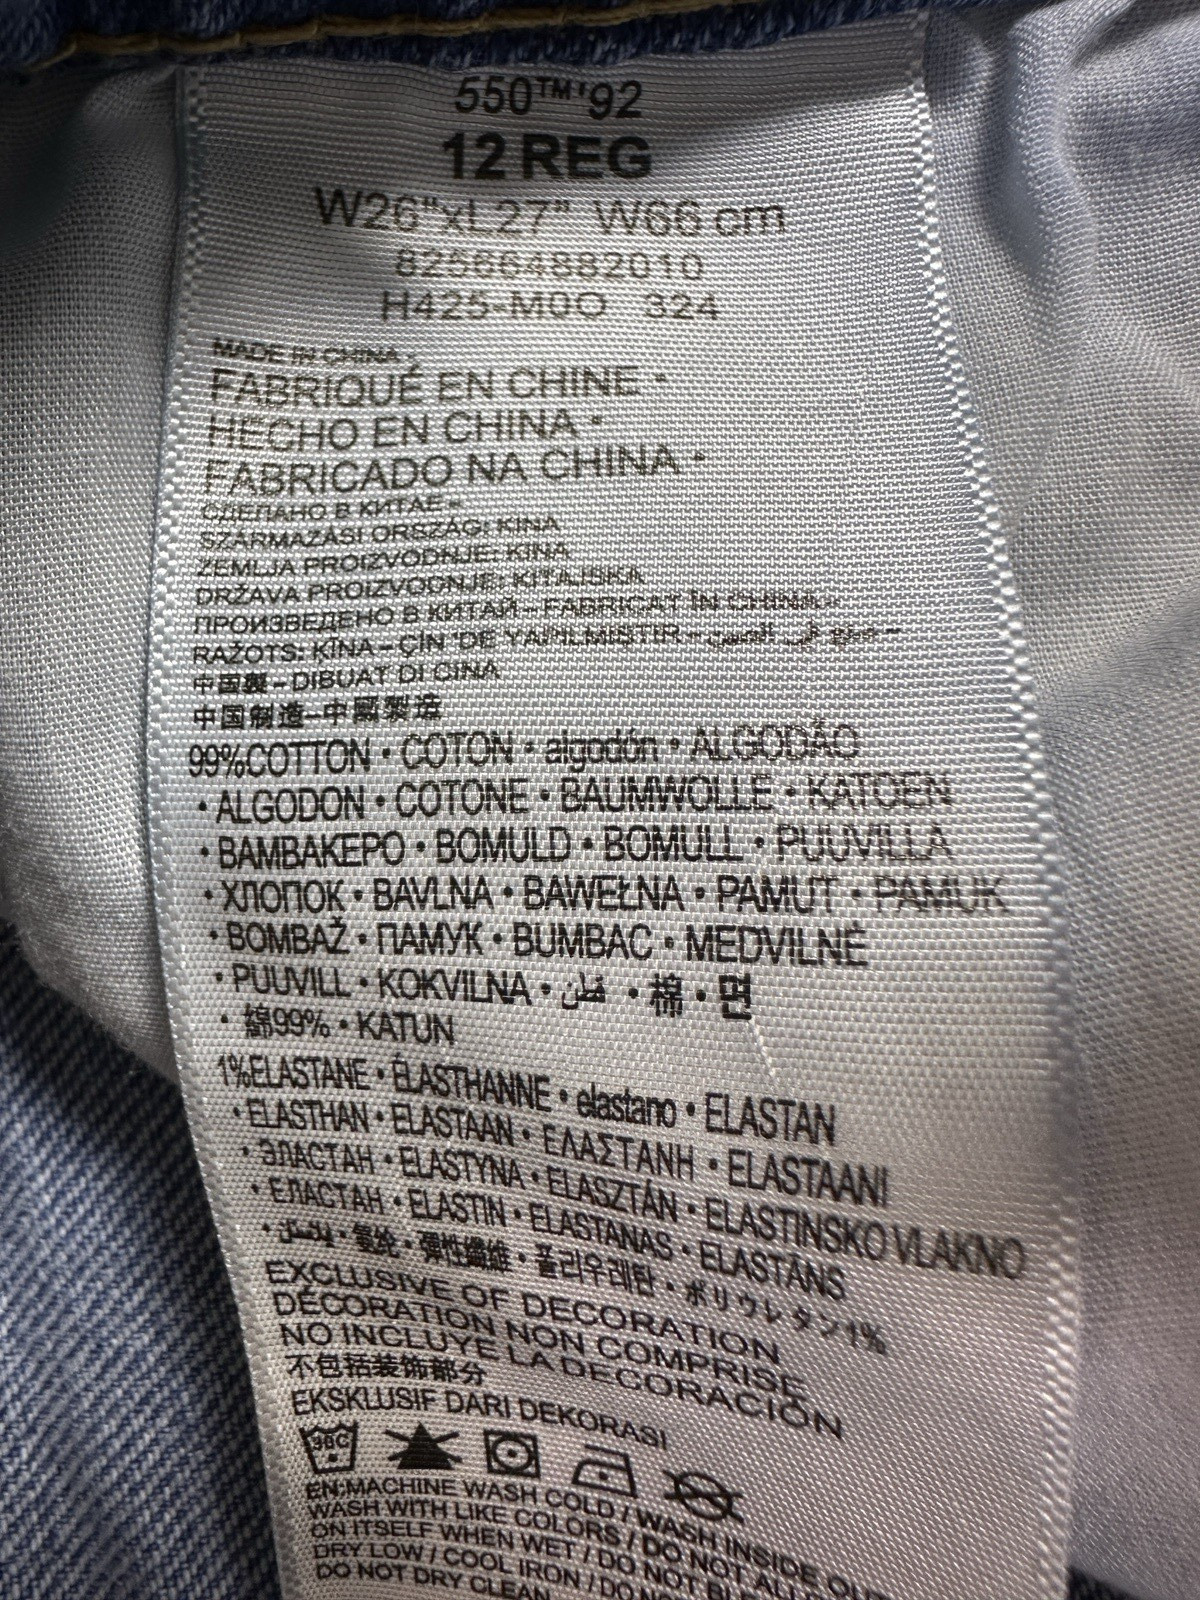 550™'92
12 REG
W26"xL27" W66 cm
825664882010
H425-M0O 324
MADE IN CHINA -
FABRIQUÉ EN CHINE •
HECHO EN CHINA •
FABRICADO NA CHINA •
СДЕЛАНО В КИТАЕ –
SZÁRMAZÁSI ORSZÁG: KÍNA
ZEMLJA PROIZVODNJE: KINA
DRŽAVA PROIZVODNJE: KITAJSKA
ПРОИЗВЕДЕНО В КИТАЙ – FABRICAT ÎN CHINA –
RAŽOTS: ĶĪNA – ÇİN 'DE YAPILMIŞTIR – صنع في الصين –
中国製 – DIBUAT DI CINA
中国制造 – 中國製造
99%COTTON • COTON • algodón • ALGODÃO
• ALGODON • COTONE • BAUMWOLLE • KATOEN
• ΒΑΜΒΑΚΕΡΟ • BOMULD • BOMULL • PUUVILLA
• ХЛОПОК • BAVLNA • BAWEŁNA • PAMUT • PAMUK
• BOMBAŽ • ПАМУК • BUMBAC • MEDVILNĖ
• PUUVILL • KOKVILNA • قطن • 棉 • 면
• 綿99% • KATUN
1%ELASTANE • ÉLASTHANNE • elastano • ELASTAN
• ELASTHAN • ELASTAAN • ΕΛΑΣΤΑΝΗ • ELASTAANI
• ЭЛАСТАН • ELASTYNA • ELASZTÁN • ELASTINSKO VLAKNO
• ЕЛАСТАН • ELASTIN • ELASTANAS • ELASTĀNS
• 氨纶 • 彈性纖維 • 폴리우레탄 • ポリウレタン1%
EXCLUSIVE OF DECORATION
DÉCORATION NON COMPRISE
NO INCLUYE LA DECORACIÓN
不包括装饰部分
EKSKLUSIF DARI DEKORASI
30C
EN:MACHINE WASH COLD / WASH INSIDE OUT
WASH WITH LIKE COLORS / DO NOT ALL
ON ITSELF WHEN WET / DO NOT BLE
DRY LOW / COOL IRON / DO NO
DO NOT DRY CLEAN